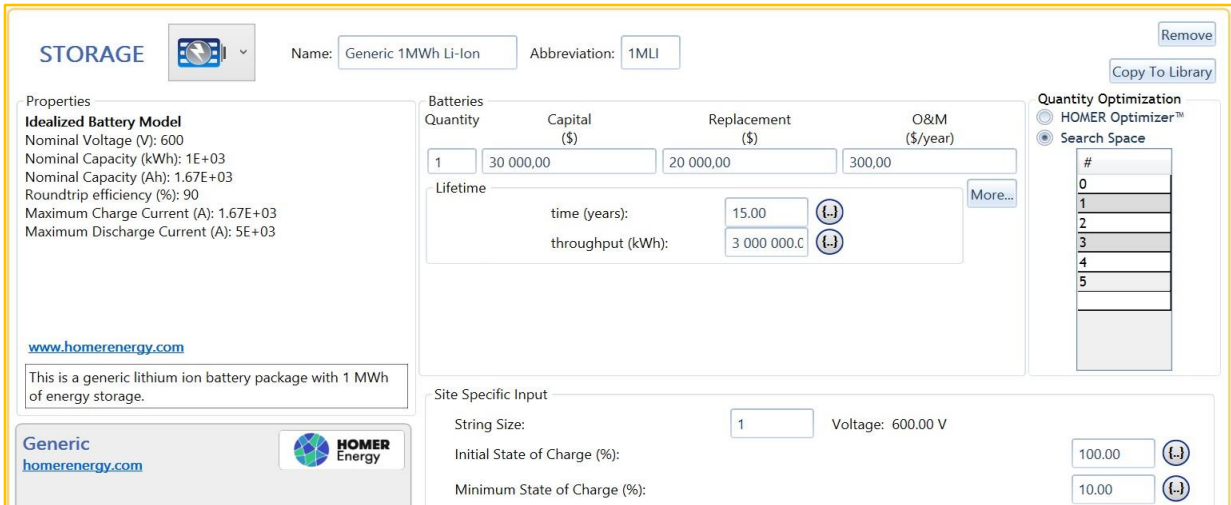 STORAGE
Name: Generic 1MWh Li-Ion Abbreviation: 1MLI
Remove
Copy To Library
Properties
Idealized Battery Model
Nominal Voltage (V): 600
Nominal Capacity (kWh): 1E+03
Nominal Capacity (Ah): 1.67E+03
Roundtrip efficiency (%): 90
Maximum Charge Current (A): 1.67E+03
Maximum Discharge Current (A): 5E+03
www.homerenergy.com
This is a generic lithium ion battery package with 1 MWh
of energy storage.
Generic
homerenergy.com
HOMER
Energy
Batteries
Quantity Capital Replacement O&M
($) ($) ($/year)
1 30 000,00 20 000,00 300,00
Lifetime
More...
time (years): 15.00 {..}
throughput (kWh): 3 000 000.0 {..}
Quantity Optimization
HOMER Optimizer™
Search Space
#
0
1
2
3
4
5
Site Specific Input
String Size: 1 Voltage: 600.00 V
Initial State of Charge (%): 100.00 {..}
Minimum State of Charge (%): 10.00 {..}